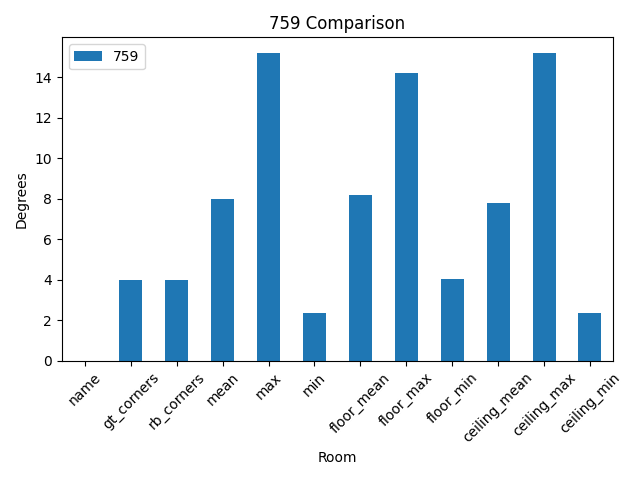 759 Comparison
759
Degrees
14
12
10
8
6
4
2
0
name
gt_corners
rb_corners
mean
max
min
floor_mean
floor_max
floor_min
ceiling_mean
ceiling_max
ceiling_min
Room